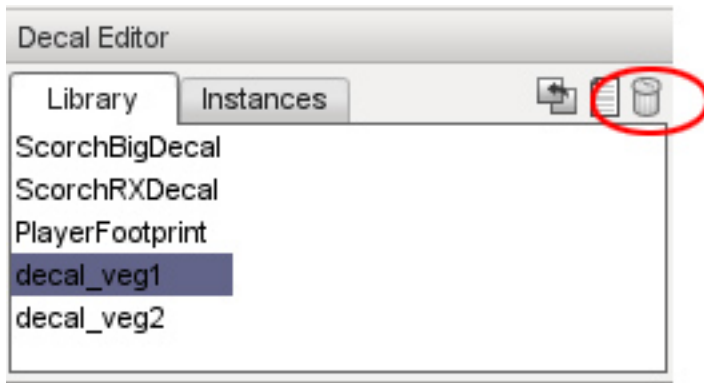 Decal Editor
Library Instances
ScorchBigDecal
ScorchRXDecal
PlayerFootprint
decal_veg1
decal_veg2